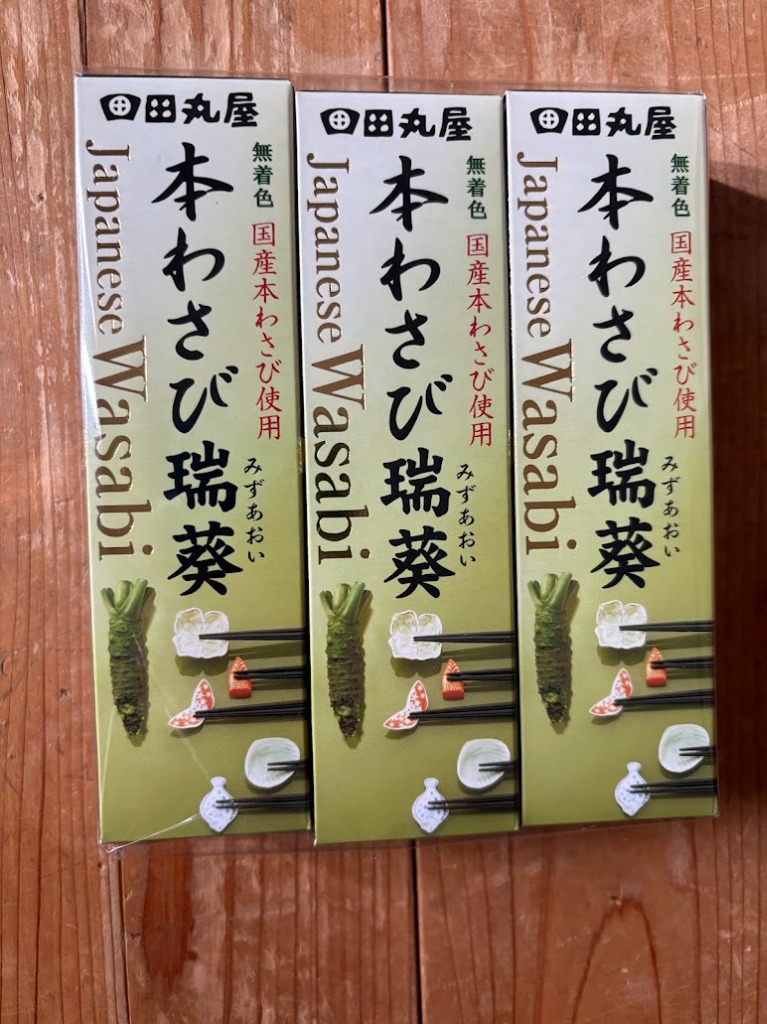 田丸屋
無着色 国産本わさび使用
本わさび瑞葵
みずあおい
Japanese Wasabi
田丸屋
無着色 国産本わさび使用
本わさび瑞葵
みずあおい
Japanese Wasabi
田丸屋
無着色 国産本わさび使用
本わさび瑞葵
みずあおい
Japanese Wasabi